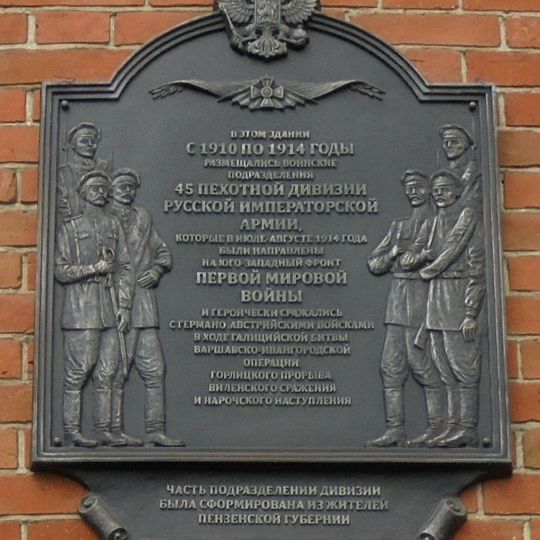 В ЭТОМ ЗДАНИИ
С 1910 ПО 1914 ГОДЫ
РАЗМЕЩАЛИСЬ ВОИНСКИЕ
ПОДРАЗДЕЛЕНИЯ
45 ПЕХОТНОЙ ДИВИЗИИ
РУССКОЙ ИМПЕРАТОРСКОЙ
АРМИИ,
КОТОРЫЕ В ИЮЛЕ-АВГУСТЕ 1914 ГОДА
БЫЛИ НАПРАВЛЕНЫ
НА ЮГО-ЗАПАДНЫЙ ФРОНТ
ПЕРВОЙ МИРОВОЙ
ВОЙНЫ
И ГЕРОИЧЕСКИ СРАЖАЛИСЬ
С ГЕРМАНО АВСТРИЙСКИМИ ВОЙСКАМИ
В ХОДЕ ГАЛИЦИЙСКОЙ БИТВЫ
ВАРШАВСКО-ИВАНГОРОДСКОЙ
ОПЕРАЦИИ
ГОРЛИЦКОГО ПРОРЫВА
ВИЛЕНСКОГО СРАЖЕНИЯ
И НАРОЧСКОГО НАСТУПЛЕНИЯ
ЧАСТЬ ПОДРАЗДЕЛЕНИИ ДИВИЗИИ
БЫЛА СФОРМИРОВАНА ИЗ ЖИТЕЛЕЙ
ПЕНЗЕНСКОЙ ГУБЕРНИИ